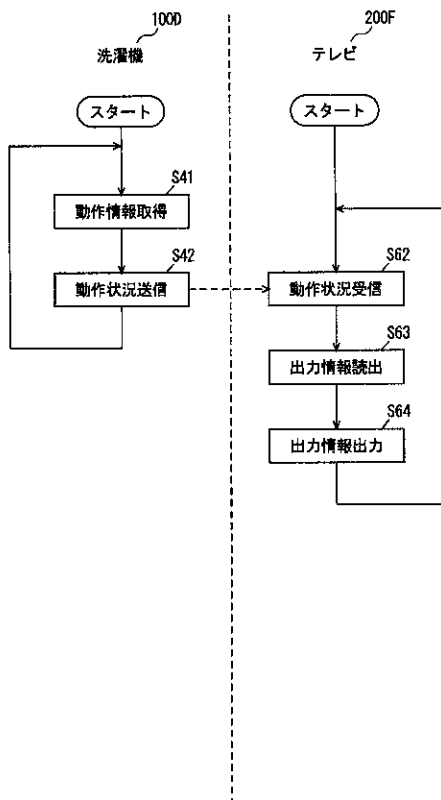 100D
洗濯機
スタート
S41
動作情報取得
S42
動作状況送信
200F
テレビ
スタート
S62
動作状況受信
S63
出力情報読出
S64
出力情報出力